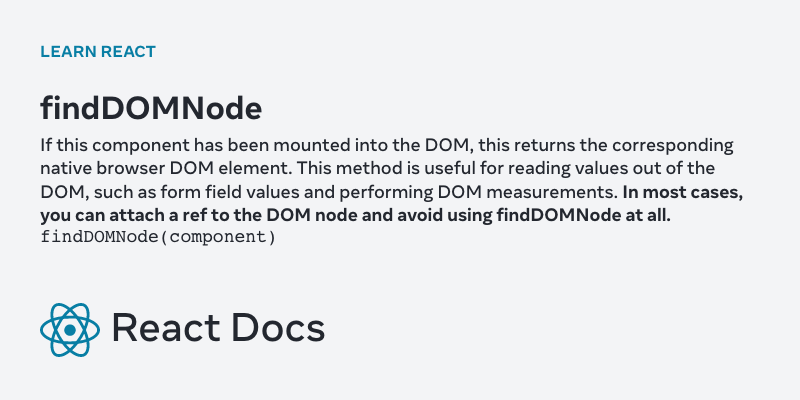 LEARN REACT
findDOMNode
If this component has been mounted into the DOM, this returns the corresponding
native browser DOM element. This method is useful for reading values out of the
DOM, such as form field values and performing DOM measurements. In most cases,
you can attach a ref to the DOM node and avoid using findDOMNode at all.
findDOMNode(component)
React Docs